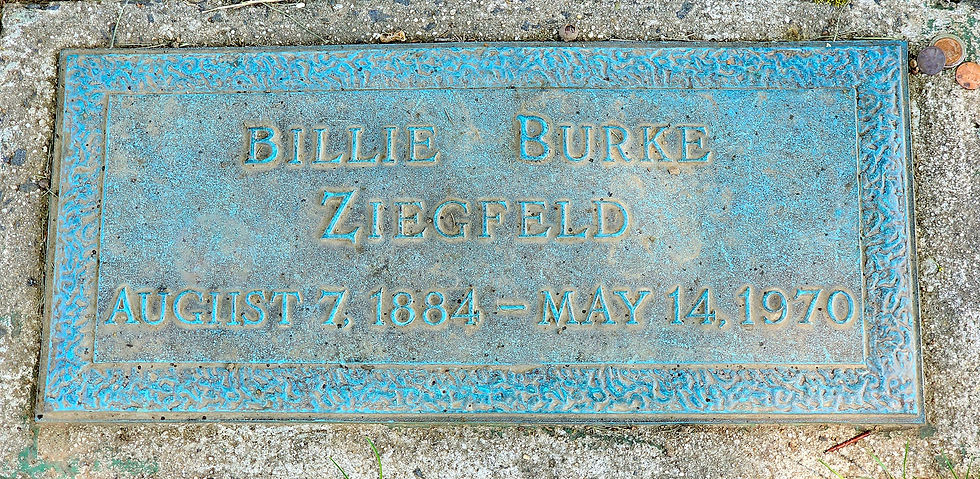 BILLIE BURKE
ZIEGFELD
AUGUST 7, 1884 – MAY 14, 1970